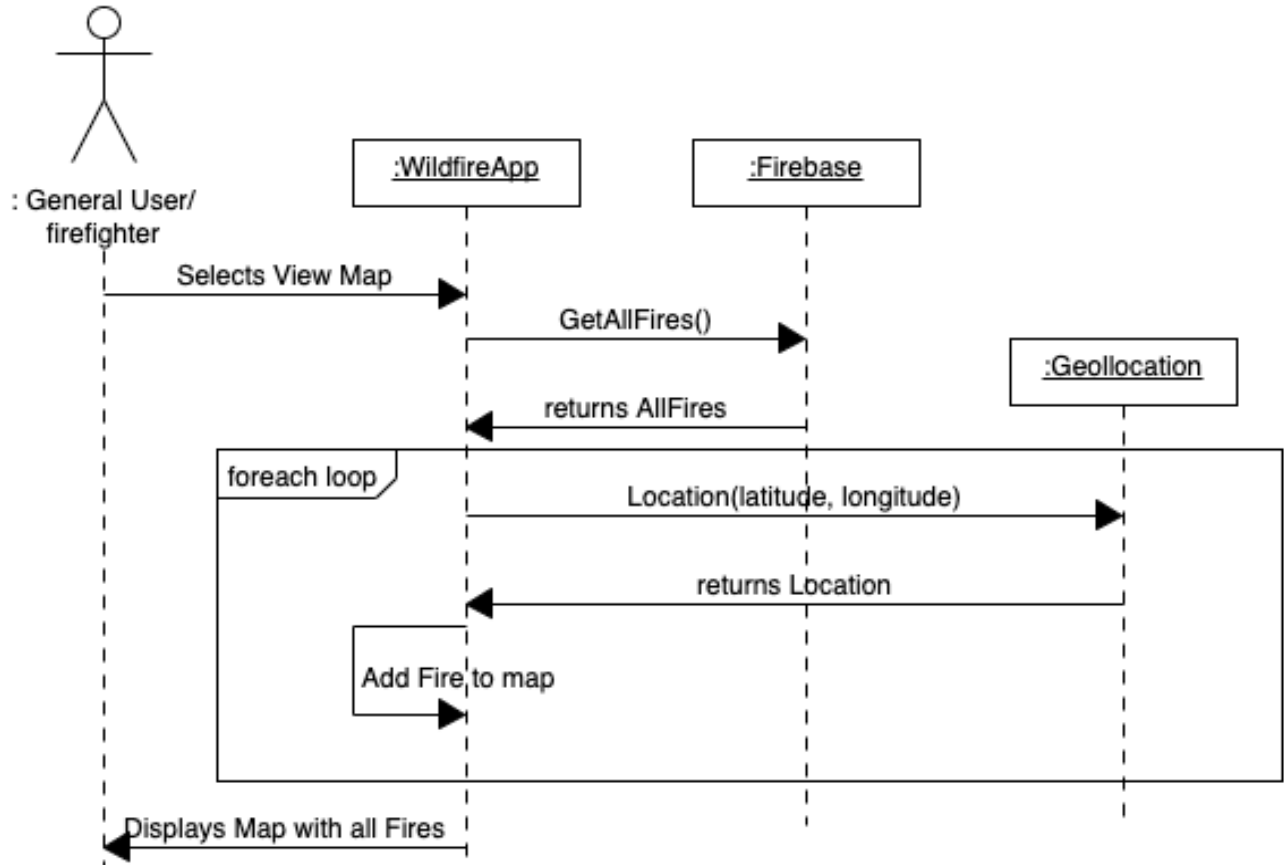 : General User/
firefighter
:WildfireApp
:Firebase
Selects View Map
GetAllFires()
:Geollocation
returns AllFires
foreach loop
Location(latitude, longitude)
returns Location
Add Fire to map
Displays Map with all Fires